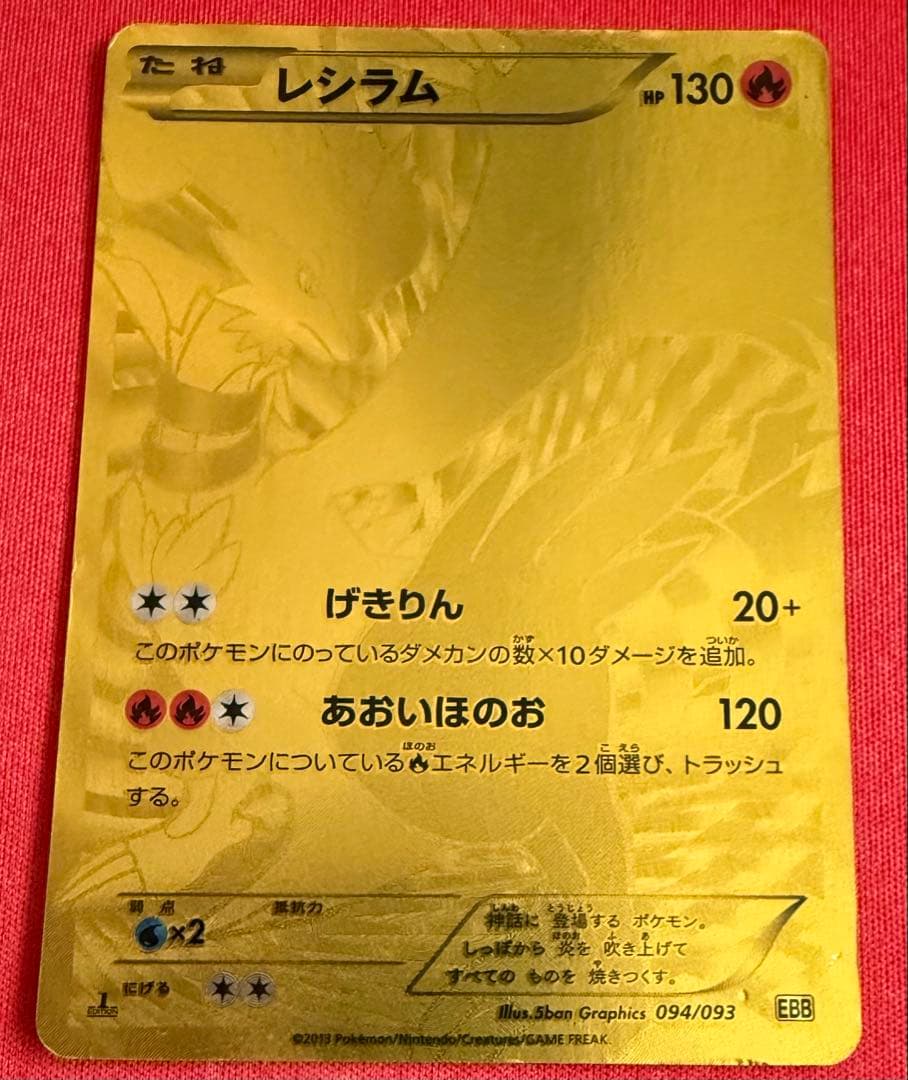 たね レシラム HP 130
げきりん 20+
このポケモンにのっているダメカンの数×10ダメージを追加。
あおいほのお 120
このポケモンについているエネルギーを2個選び、トラッシュ
する。
弱点 抵抗力
×2
にげる
神話に 登場する ポケモン。
しっぽから 炎を 吹き上げて
すべての ものを 焼きつくす。
1 EDITION
Illus. 5ban Graphics 094/093 EBB
©2013 Pokémon/Nintendo/Creatures/GAME FREAK.